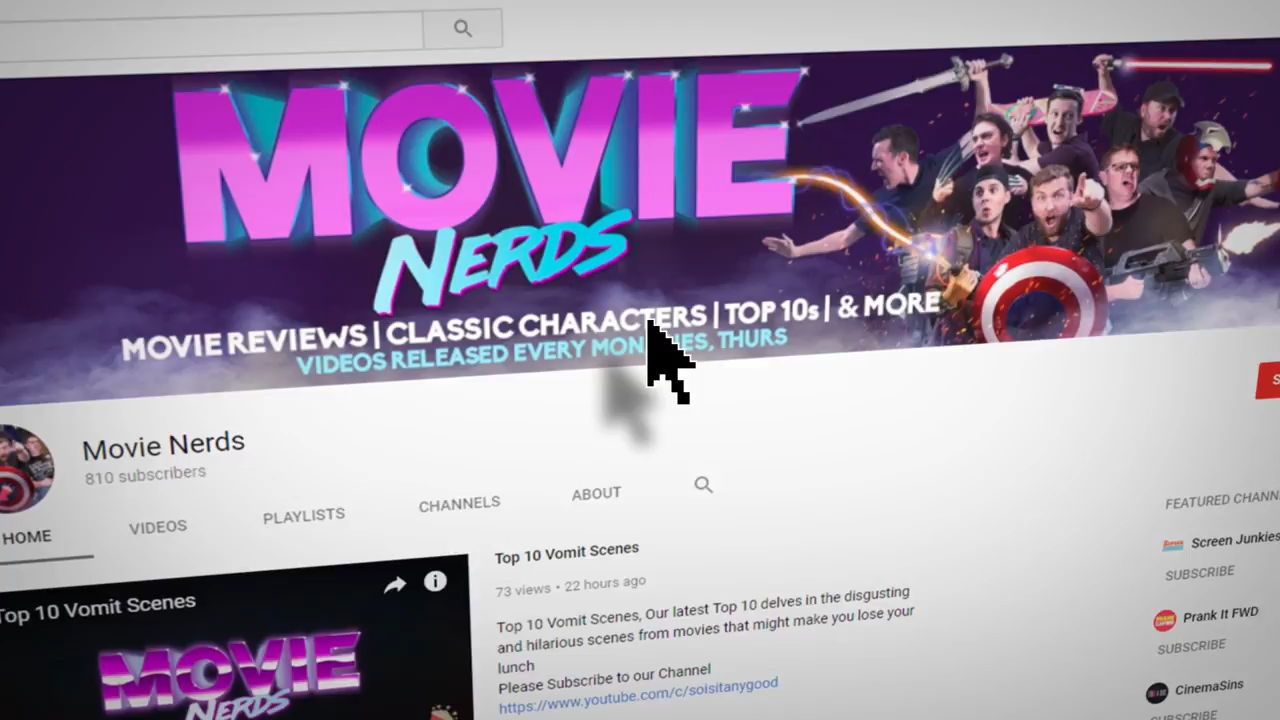 MOVIE
NERDS
MOVIE REVIEWS | CLASSIC CHARACTERS | TOP 10s | & MORE
VIDEOS RELEASED EVERY MON ES, THURS
Movie Nerds
810 subscribers
HOME
VIDEOS
PLAYLISTS
CHANNELS
ABOUT
Top 10 Vomit Scenes
MOVIE
NERDS
Top 10 Vomit Scenes
73 views • 22 hours ago
Top 10 Vomit Scenes, Our latest Top 10 delves in the disgusting
and hilarious scenes from movies that might make you lose your
lunch
Please Subscribe to our Channel
https://www.youtube.com/c/soisitanygood
S
FEATURED CHANN
Screen Junkies
SUBSCRIBE
Prank It FWD
SUBSCRIBE
CinemaSins
SUBSCRIBE